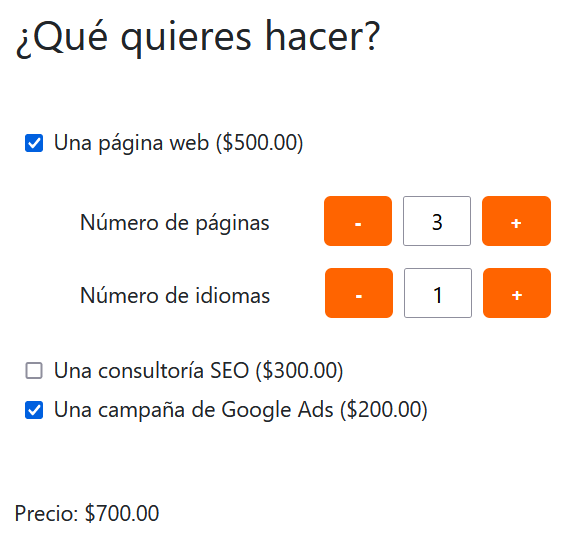 ¿Qué quieres hacer?
Una página web ($500.00)
Número de páginas - 3 +
Número de idiomas - 1 +
Una consultoría SEO ($300.00)
Una campaña de Google Ads ($200.00)
Precio: $700.00